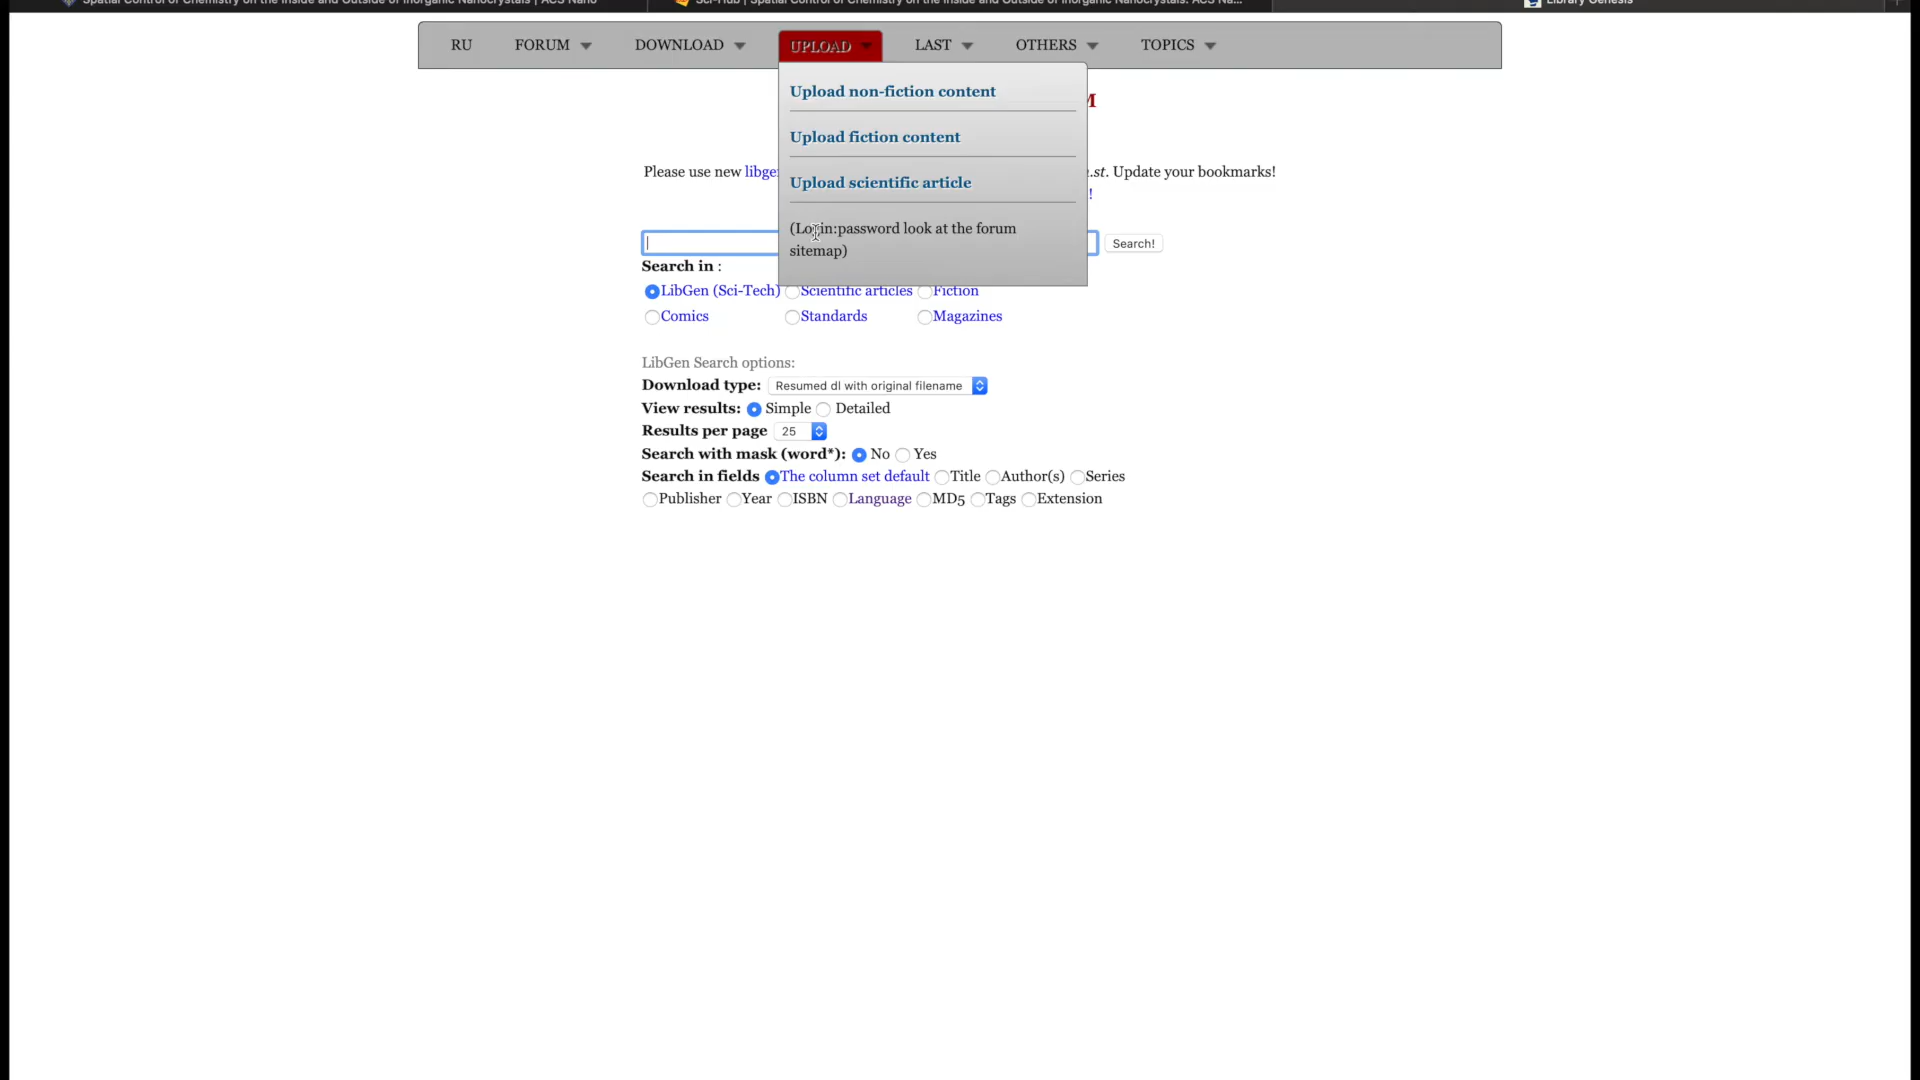 Spatial Control of Chemistry on the Inside and Outside of Inorganic Nanocrystals | ACS Nano
Sci-Hub | Spatial Control of Chemistry on the Inside and Outside of Inorganic Nanocrystals. ACS Na...
Library Genesis
RU FORUM DOWNLOAD UPLOAD LAST OTHERS TOPICS
Upload non-fiction content
M
Upload fiction content
Please use new libge .st. Update your bookmarks!
Upload scientific article
!
(Login:password look at the forum
sitemap)
Search!
Search in :
LibGen (Sci-Tech) Scientific articles Fiction
Comics Standards Magazines
LibGen Search options:
Download type: Resumed dl with original filename
View results: Simple Detailed
Results per page 25
Search with mask (word*): No Yes
Search in fields The column set default Title Author(s) Series
Publisher Year ISBN Language MD5 Tags Extension